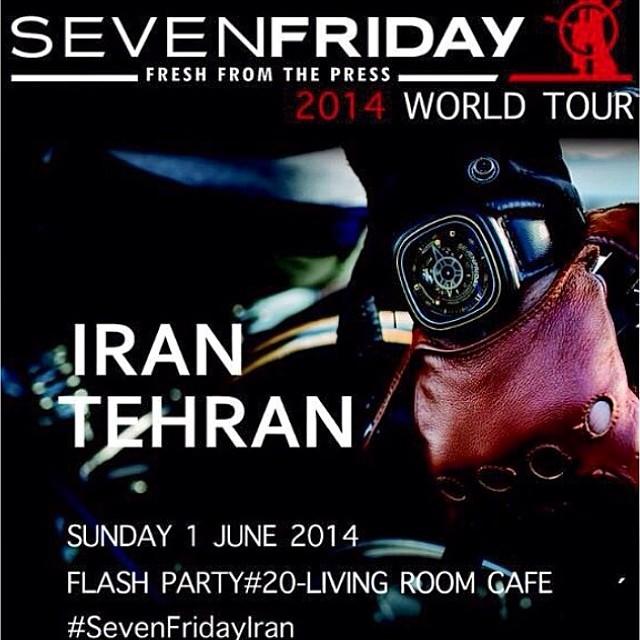 SEVENFRIDAY
FRESH FROM THE PRESS
2014 WORLD TOUR
IRAN
TEHRAN
SUNDAY 1 JUNE 2014
FLASH PARTY#20-LIVING ROOM CAFE
#SevenFridayIran